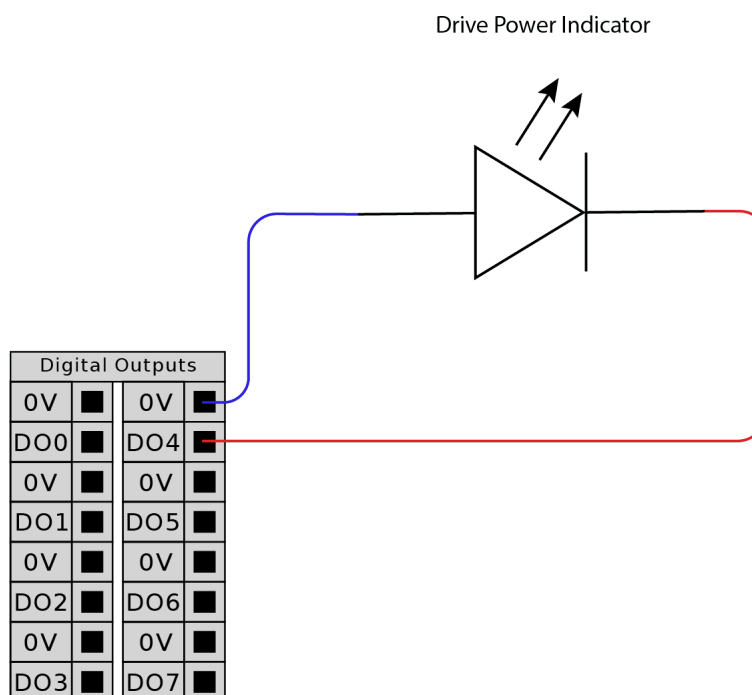 Drive Power Indicator
Digital Outputs
0V 0V
DO0 DO4
0V 0V
DO1 DO5
0V 0V
DO2 DO6
0V 0V
DO3 DO7